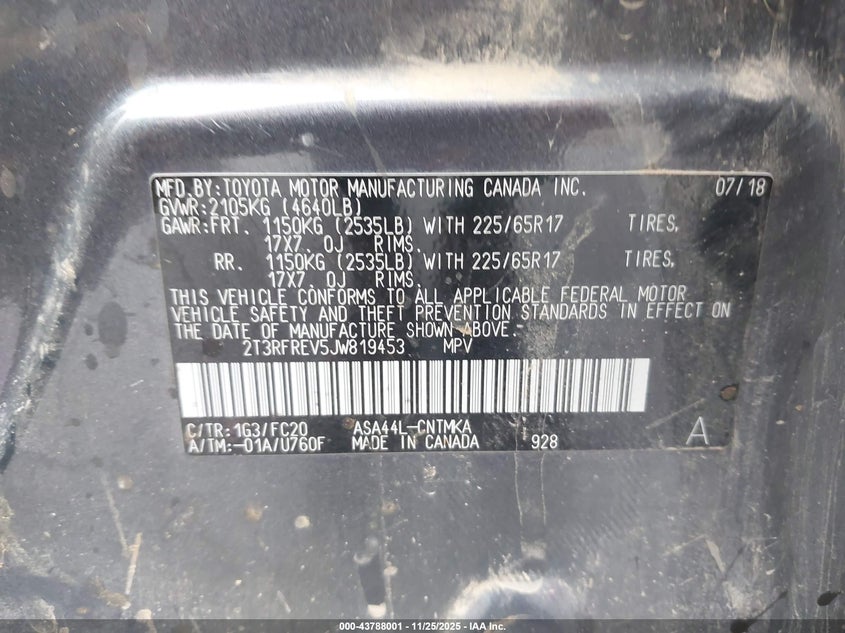 MFD.BY:TOYOTA MOTOR MANUFACTURING CANADA INC. 07/18
GVWR:2105KG (4640LB)
GAWR:FRT. 1150KG (2535LB) WITH 225/65R17 TIRES,
17X7.0J RIMS.
RR. 1150KG (2535LB) WITH 225/65R17 TIRES,
17X7.0J RIMS.
THIS VEHICLE CONFORMS TO ALL APPLICABLE FEDERAL MOTOR
VEHICLE SAFETY AND THEFT PREVENTION STANDARDS IN EFFECT ON
THE DATE OF MANUFACTURE SHOWN ABOVE.
2T3RFREV5JW819453 MPV
C/TR:1G3/FC20 ASA44L-CNTMKA
A/TM:-01A/U760F MADE IN CANADA 928 A
000-43788001 - 11/25/2025 - IAA Inc.